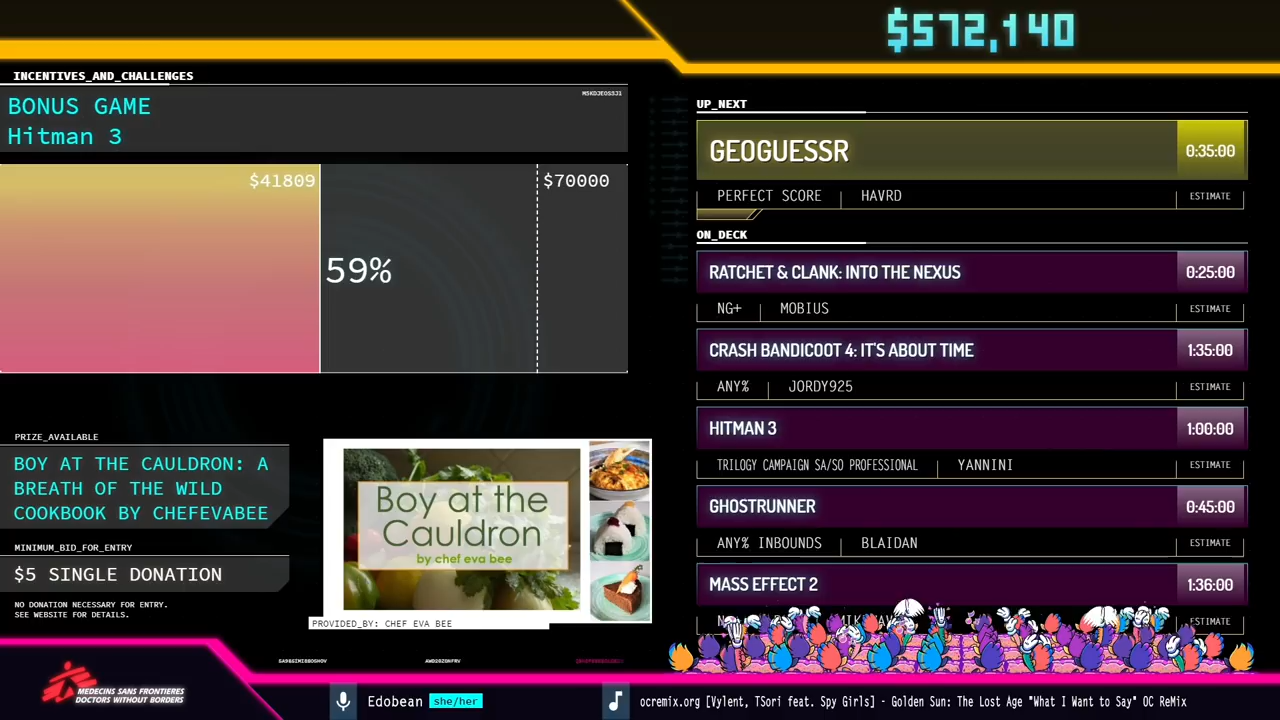 $572,140
INCENTIVES_AND_CHALLENGES
BONUS GAME
Hitman 3
$41809
$70000
59%
UP_NEXT
GEOGUESSR
0:35:00
PERFECT SCORE
HAVRD
ESTIMATE
ON_DECK
RATCHET & CLANK: INTO THE NEXUS
0:25:00
NG+
MOBIUS
ESTIMATE
CRASH BANDICOOT 4: IT'S ABOUT TIME
1:35:00
ANY%
JORDY925
ESTIMATE
HITMAN 3
1:00:00
TRILOGY CAMPAIGN SA/SO PROFESSIONAL
YANNINI
ESTIMATE
GHOSTRUNNER
0:45:00
ANY% INBOUNDS
BLAIDAN
ESTIMATE
MASS EFFECT 2
1:36:00
ESTIMATE
PRIZE_AVAILABLE
BOY AT THE CAULDRON: A
BREATH OF THE WILD
COOKBOOK BY CHEFEVABEE
MINIMUM_BID_FOR_ENTRY
$5 SINGLE DONATION
NO DONATION NECESSARY FOR ENTRY.
SEE WEBSITE FOR DETAILS.
Boy at the
Cauldron
by chef eva bee
PROVIDED_BY: CHEF EVA BEE
MEDECINS SANS FRONTIERES
DOCTORS WITHOUT BORDERS
Edobean she/her
ocremix.org [Vylent, TSori feat. Spy Girls] - Golden Sun: The Lost Age "What I Want to Say" OC ReMix